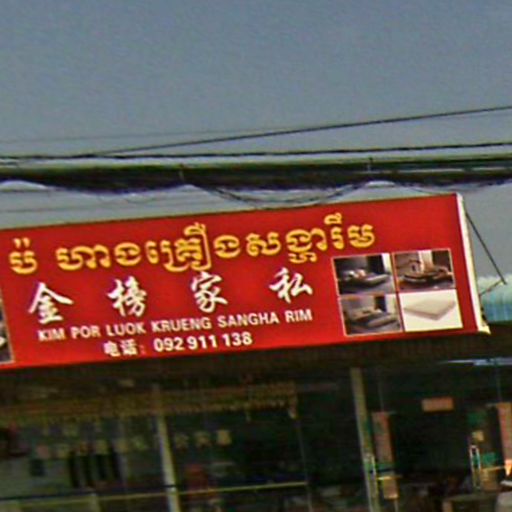 ប៉ ហាងគ្រឿងសង្ហារឹម
金榜家私
KIM POR LUOK KRUENG SANGHA RIM
电话: 092 911 138